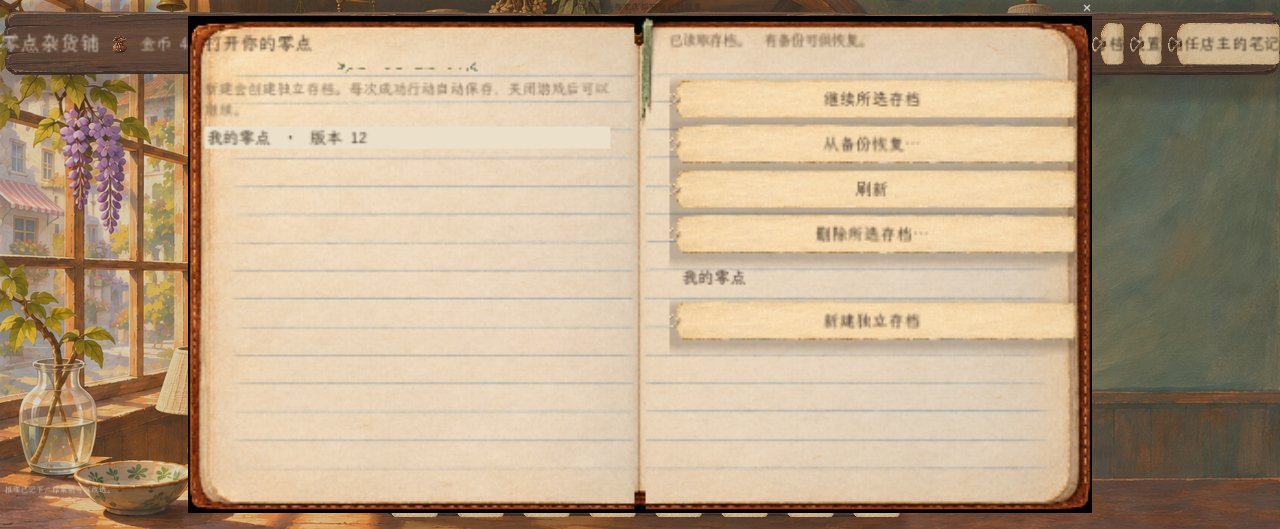 零点杂货铺
金币 4
打开你的零点
新建会创建独立存档。每次成功行动自动保存，关闭游戏后可以
继续。
我的零点 · 版本 12
已读取存档。 有备份可供恢复。
继续所选存档
从备份恢复…
刷新
删除所选存档…
我的零点
新建独立存档
档
置
任店主的笔记